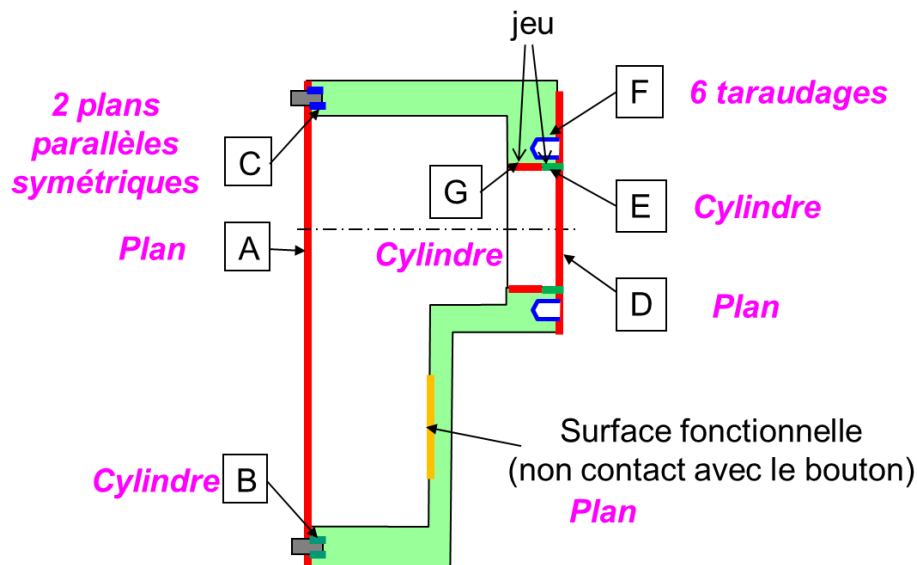 jeu
2 plans
parallèles
symétriques
C
F
6 taraudages
G
E
Cylindre
Plan
A
Cylindre
D
Plan
Surface fonctionnelle
(non contact avec le bouton)
Plan
Cylindre
B